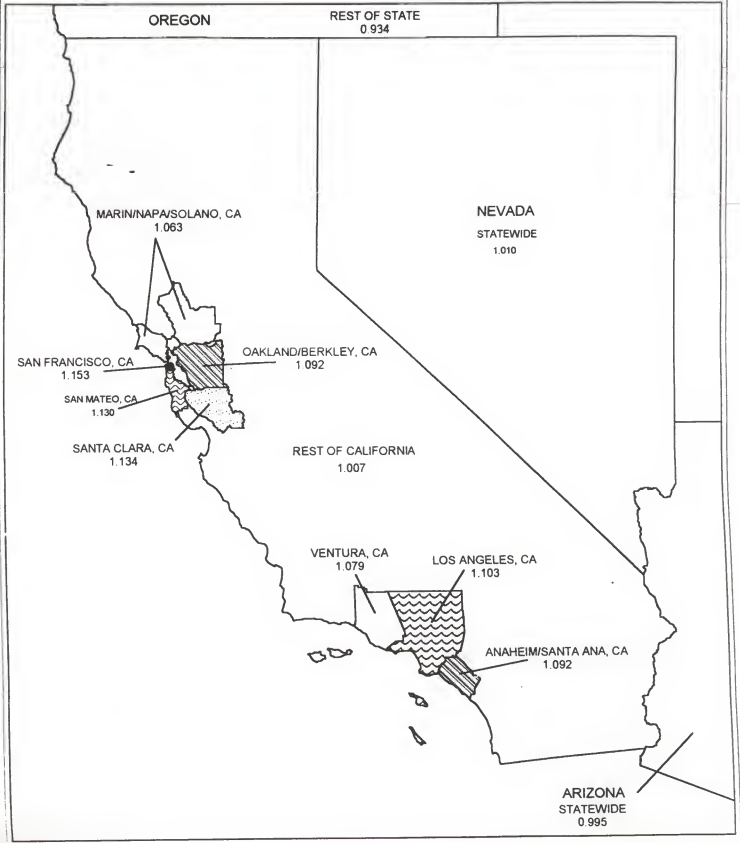 OREGON
REST OF STATE
0.934
MARIN/NAPA/SOLANO, CA
1.063
NEVADA
STATEWIDE
1.010
SAN FRANCISCO, CA
1.153
OAKLAND/BERKLEY, CA
1.092
SAN MATEO, CA
1.130
SANTA CLARA, CA
1.134
REST OF CALIFORNIA
1.007
VENTURA, CA
1.079
LOS ANGELES, CA
1.103
ANAHEIM/SANTA ANA, CA
1.092
ARIZONA
STATEWIDE
0.995